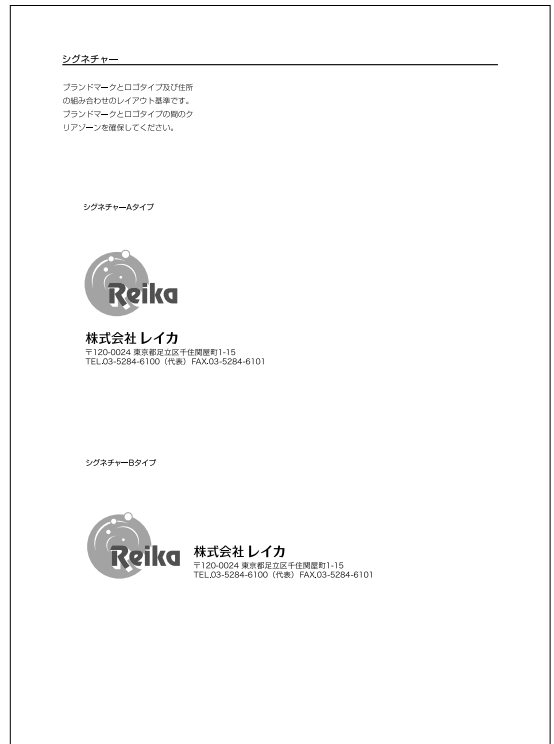 シグネチャー
ブランドマークとロゴタイプ及び住所
の組み合わせのレイアウト基準です。
ブランドマークとロゴタイプの間のク
リアゾーンを確保してください。
シグネチャーAタイプ
Reika
株式会社 レイカ
〒120-0024 東京都足立区千住関屋町1-15
TEL.03-5284-6100（代表）FAX.03-5284-6101
シグネチャーBタイプ
Reika
株式会社 レイカ
〒120-0024 東京都足立区千住関屋町1-15
TEL.03-5284-6100（代表）FAX.03-5284-6101